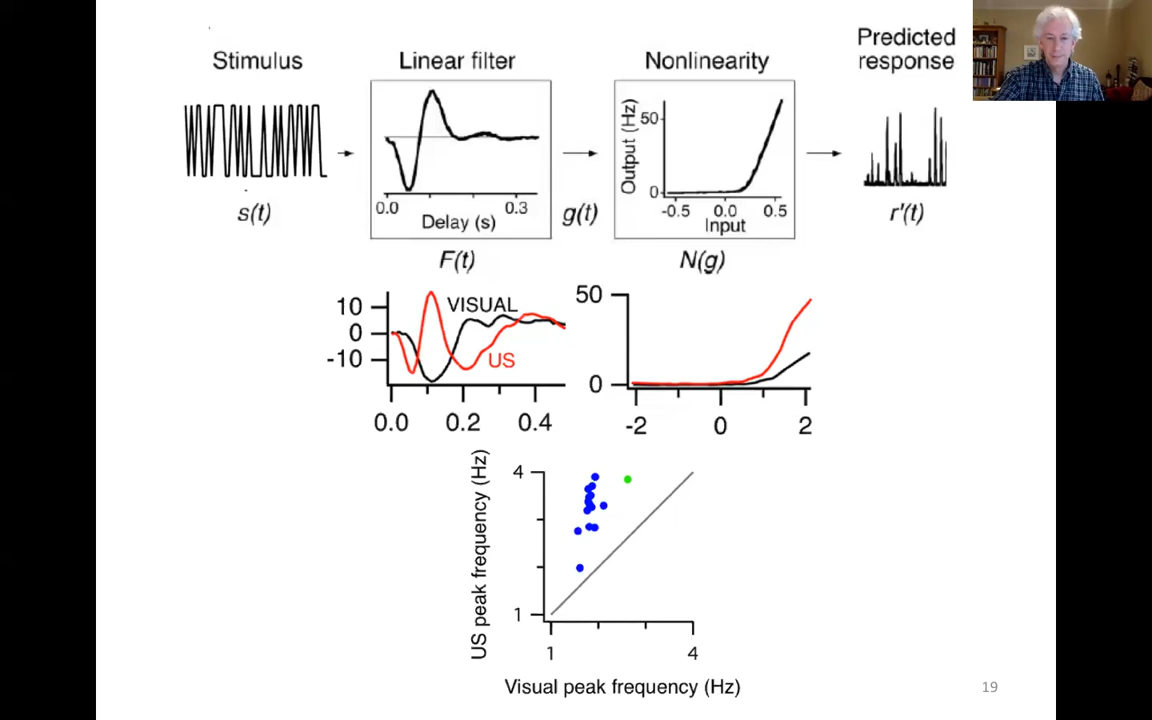 Stimulus
Linear filter
Nonlinearity
Predicted
response
Output (Hz)
50
0
0.0
0.3
Delay (s)
-0.5
0.0
0.5
Input
s(t)
F(t)
g(t)
N(g)
r'(t)
10
0
-10
VISUAL
US
0.0
0.2
0.4
50
0
-2
0
2
US peak frequency (Hz)
4
1
1
4
Visual peak frequency (Hz)
19